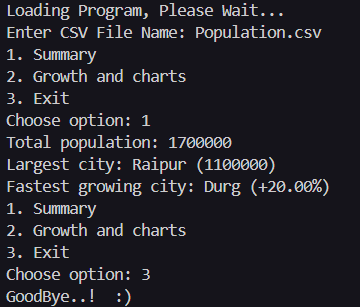 Loading Program, Please Wait...
Enter CSV File Name: Population.csv
1. Summary
2. Growth and charts
3. Exit
Choose option: 1
Total population: 1700000
Largest city: Raipur (1100000)
Fastest growing city: Durg (+20.00%)
1. Summary
2. Growth and charts
3. Exit
Choose option: 3
GoodBye..!  :)